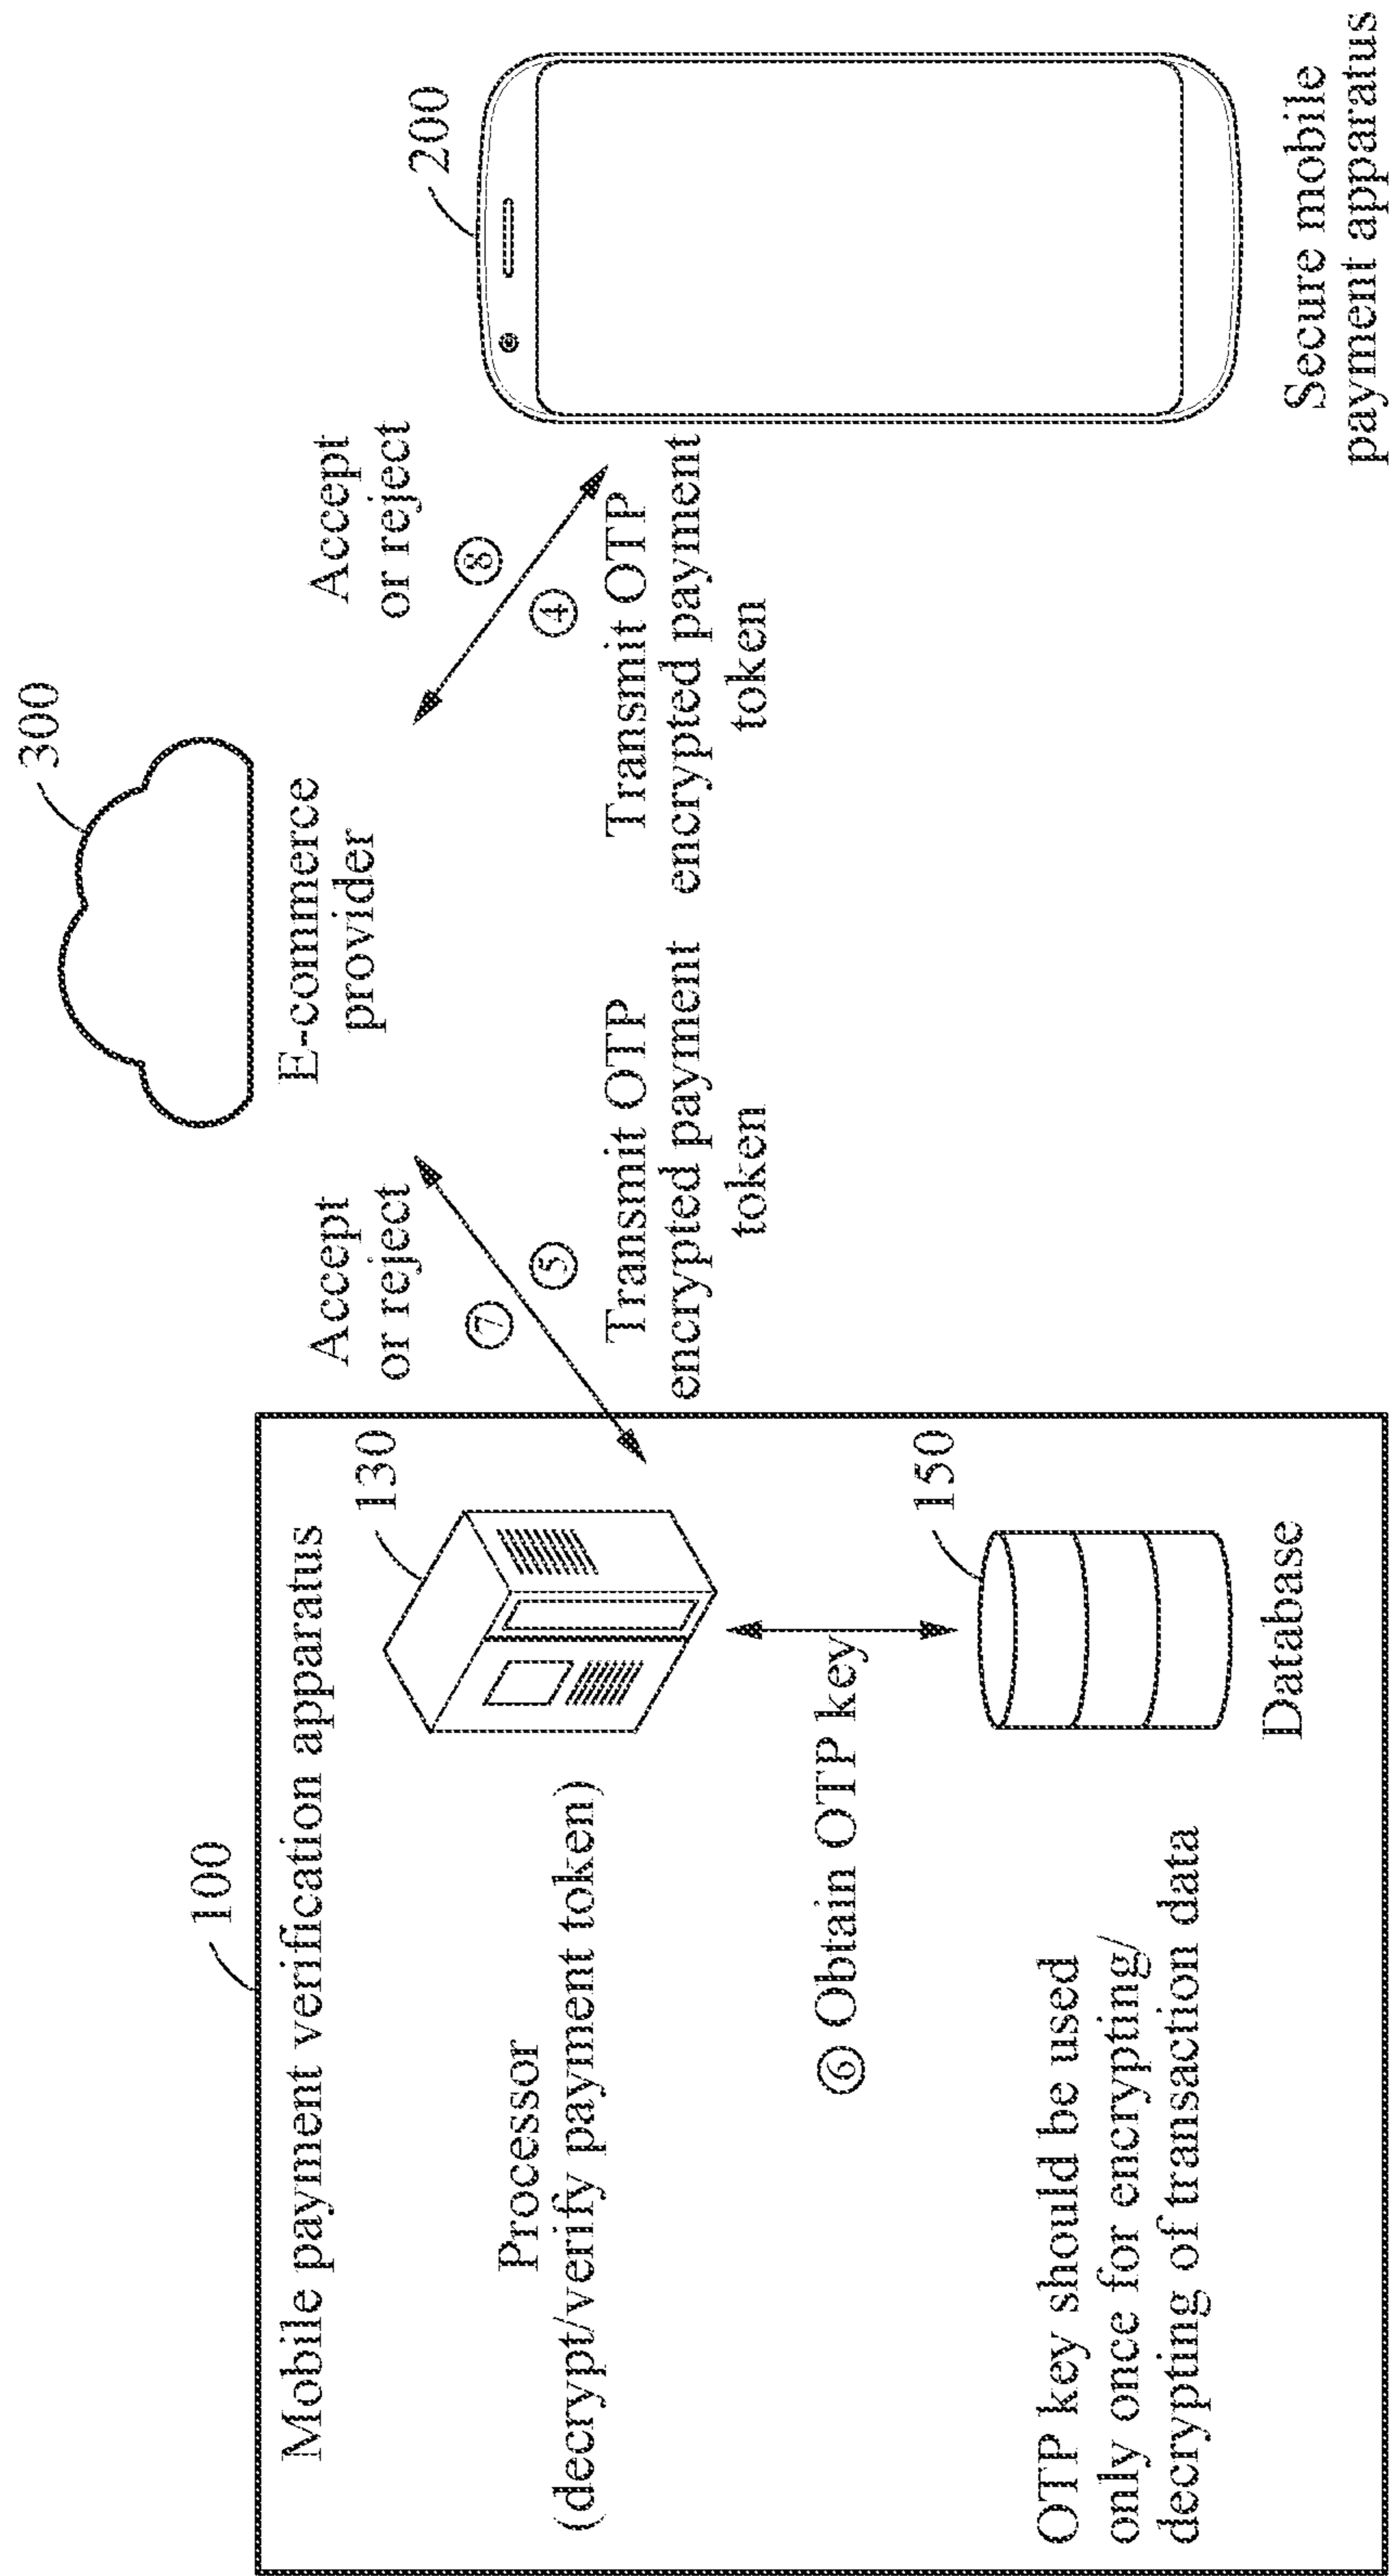 100
Mobile payment verification apparatus
Processor
(decrypt/verify payment token)
130
⑥ Obtain OTP key
OTP key should be used
only once for encrypting/
decrypting of transaction data
150
Database
Accept
or reject
⑦
⑤
Transmit OTP
encrypted payment
token
300
E-commerce
provider
Accept
or reject
⑧
④
Transmit OTP
encrypted payment
token
200
Secure mobile
payment apparatus